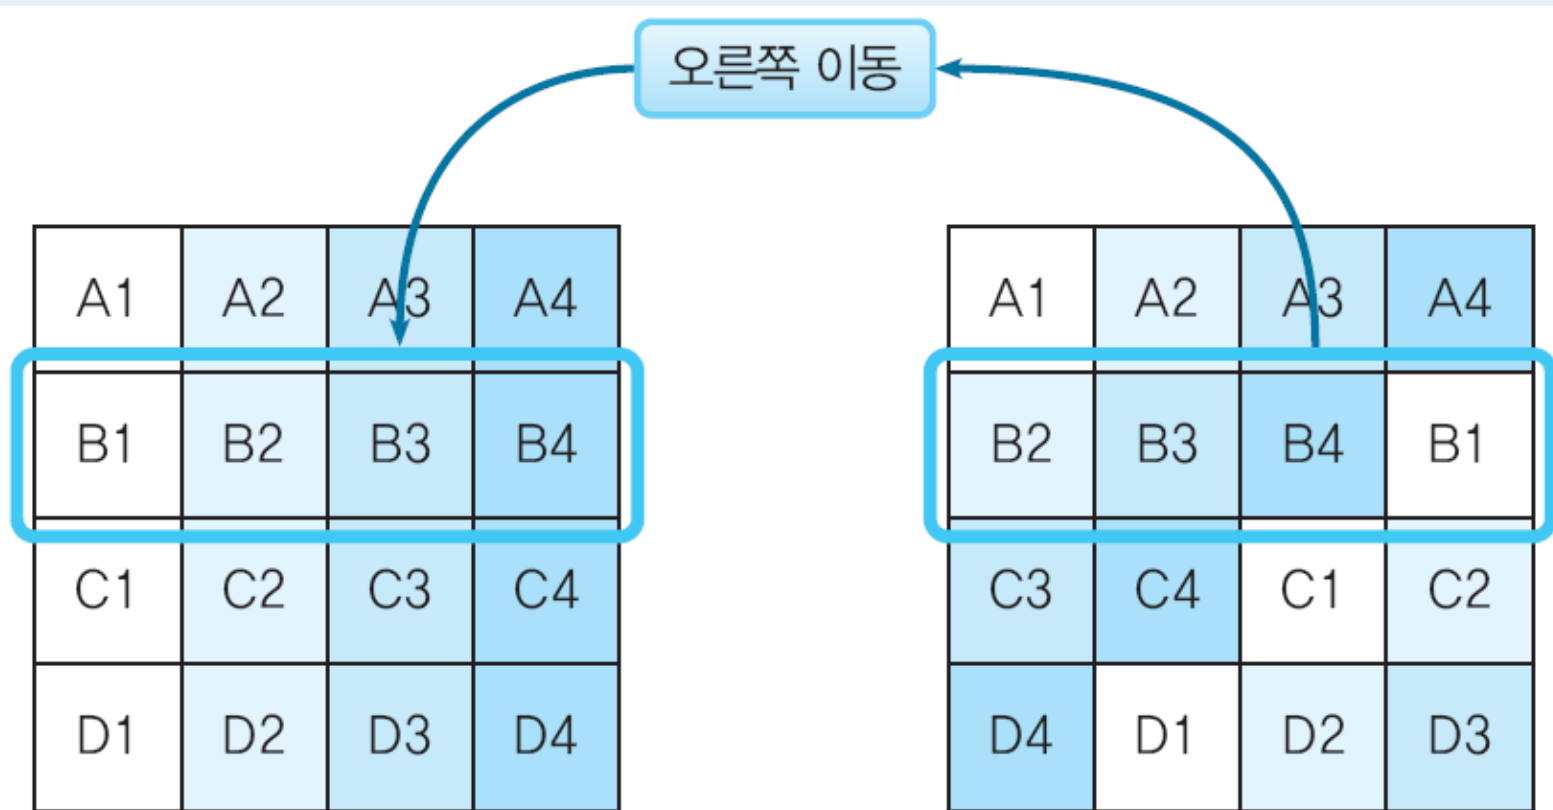 오른쪽 이동
A1 A2 A3 A4
B1 B2 B3 B4
C1 C2 C3 C4
D1 D2 D3 D4
A1 A2 A3 A4
B2 B3 B4 B1
C3 C4 C1 C2
D4 D1 D2 D3